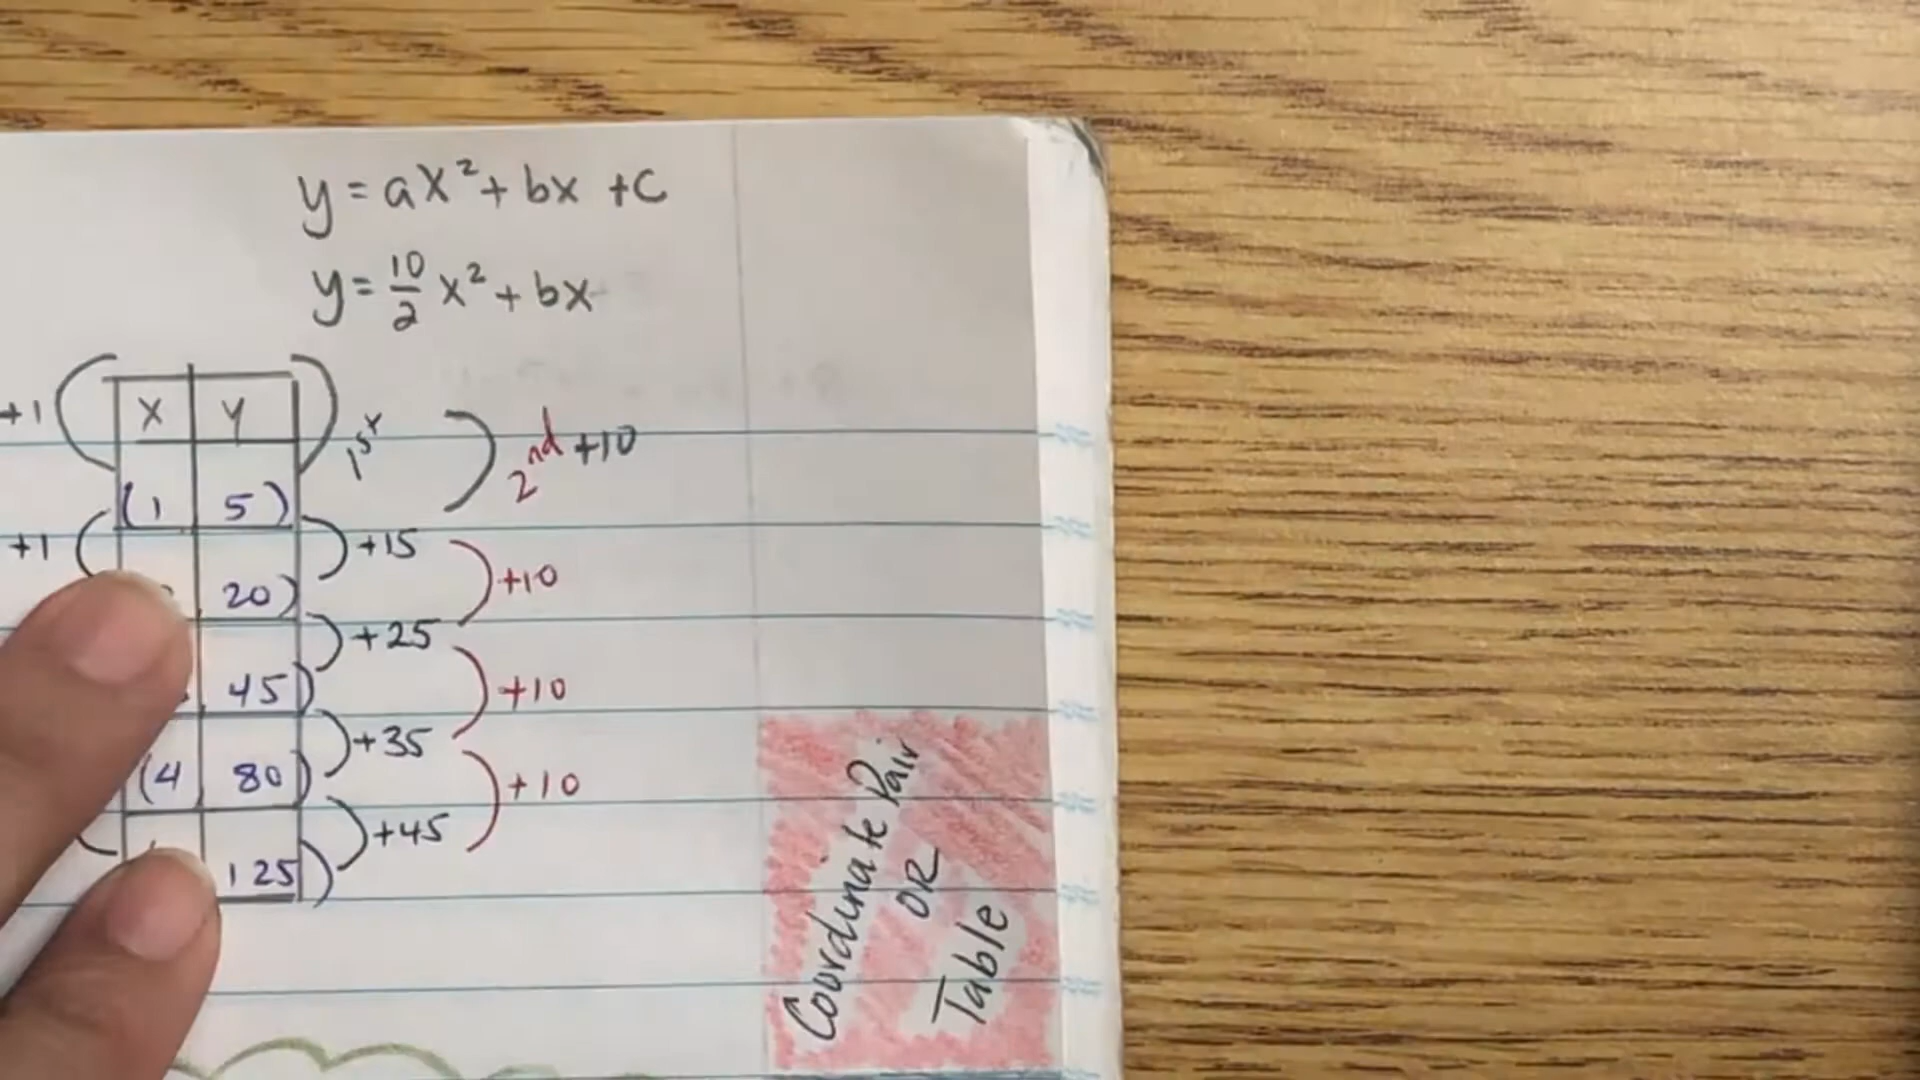 y = ax² + bx + c
y = 10/2 x² + bx
+1 X Y 1st 2nd +10
(1 5)
+1 +15 +10
20)
+25
45) +10
+35
(4 80) +10
+45
125)
Coordinate Pair
OR
Table